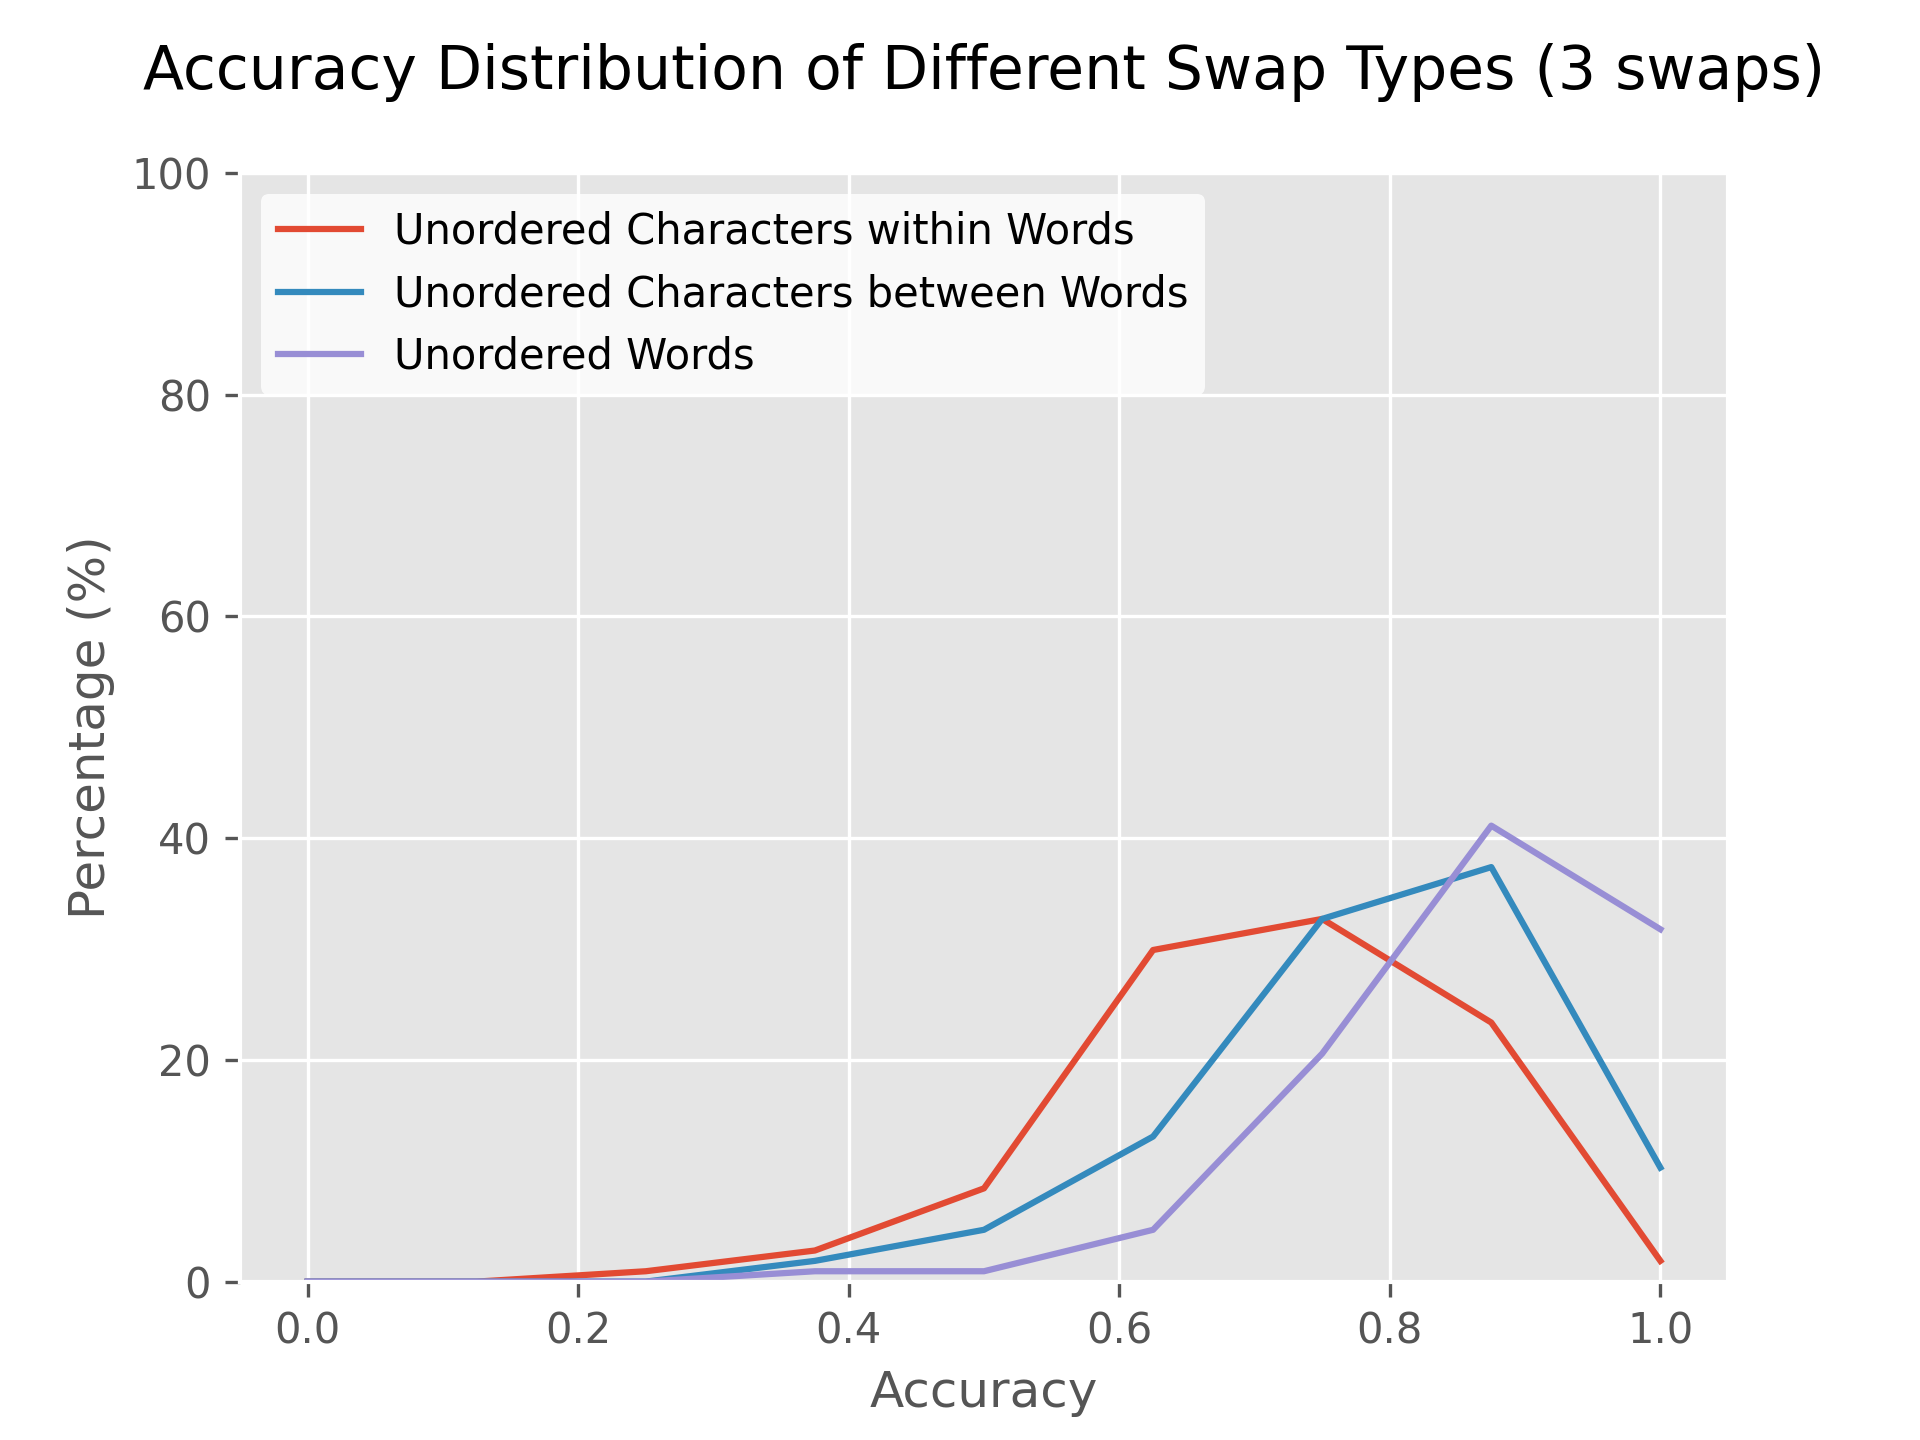 Accuracy Distribution of Different Swap Types (3 swaps)
100
80
60
40
20
0
Percentage (%)
Unordered Characters within Words
Unordered Characters between Words
Unordered Words
0.0 0.2 0.4 0.6 0.8 1.0
Accuracy